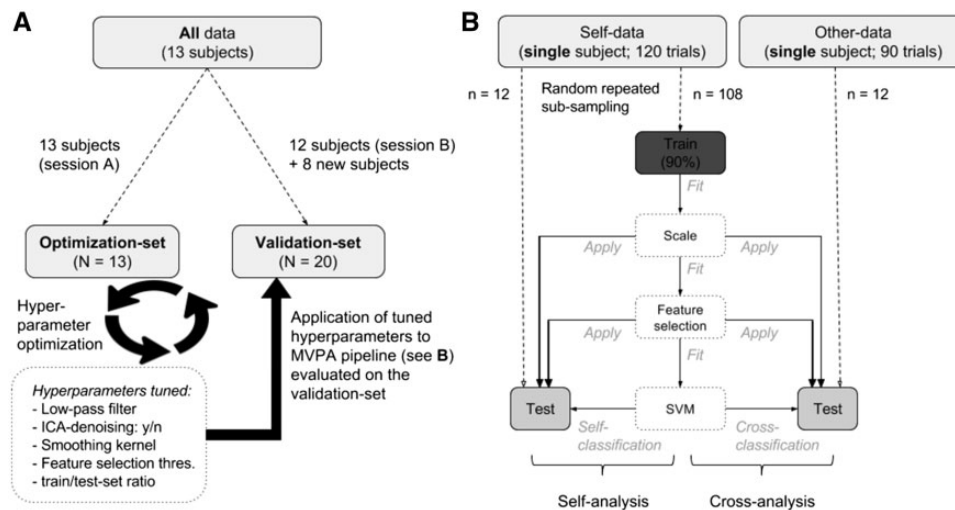 A
All data
(13 subjects)
13 subjects
(session A)
12 subjects (session B)
+ 8 new subjects
Optimization-set
(N = 13)
Validation-set
(N = 20)
Hyper-
parameter
optimization
Application of tuned
hyperparameters to
MVPA pipeline (see B)
evaluated on the
validation-set
Hyperparameters tuned:
- Low-pass filter
- ICA-denoising: y/n
- Smoothing kernel
- Feature selection thres.
- train/test-set ratio
B
Self-data
(single subject; 120 trials)
Other-data
(single subject; 90 trials)
n = 12
Random repeated
sub-sampling
n = 108
n = 12
Train
(90%)
Fit
Scale
Apply
Apply
Fit
Feature
selection
Apply
Apply
Fit
Test
SVM
Test
Self-
classification
Cross-
classification
Self-analysis
Cross-analysis